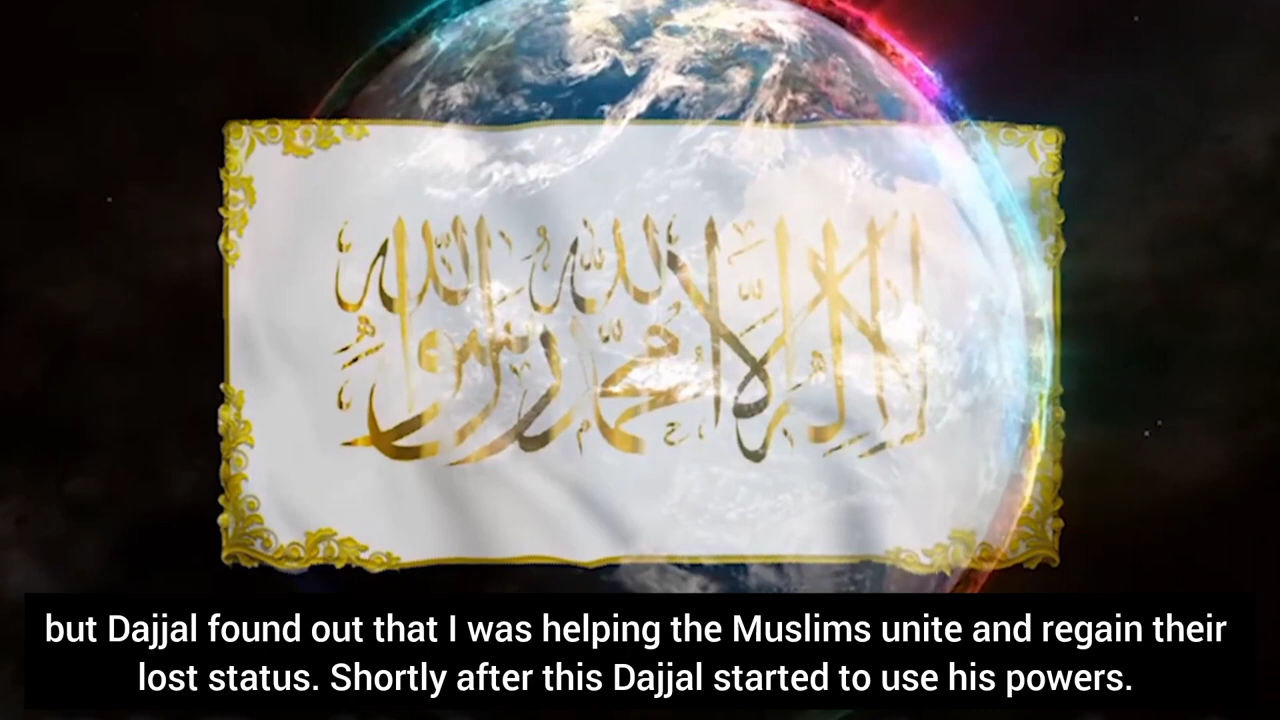 لا إله إلا الله محمد رسول الله
but Dajjal found out that I was helping the Muslims unite and regain their
lost status. Shortly after this Dajjal started to use his powers.